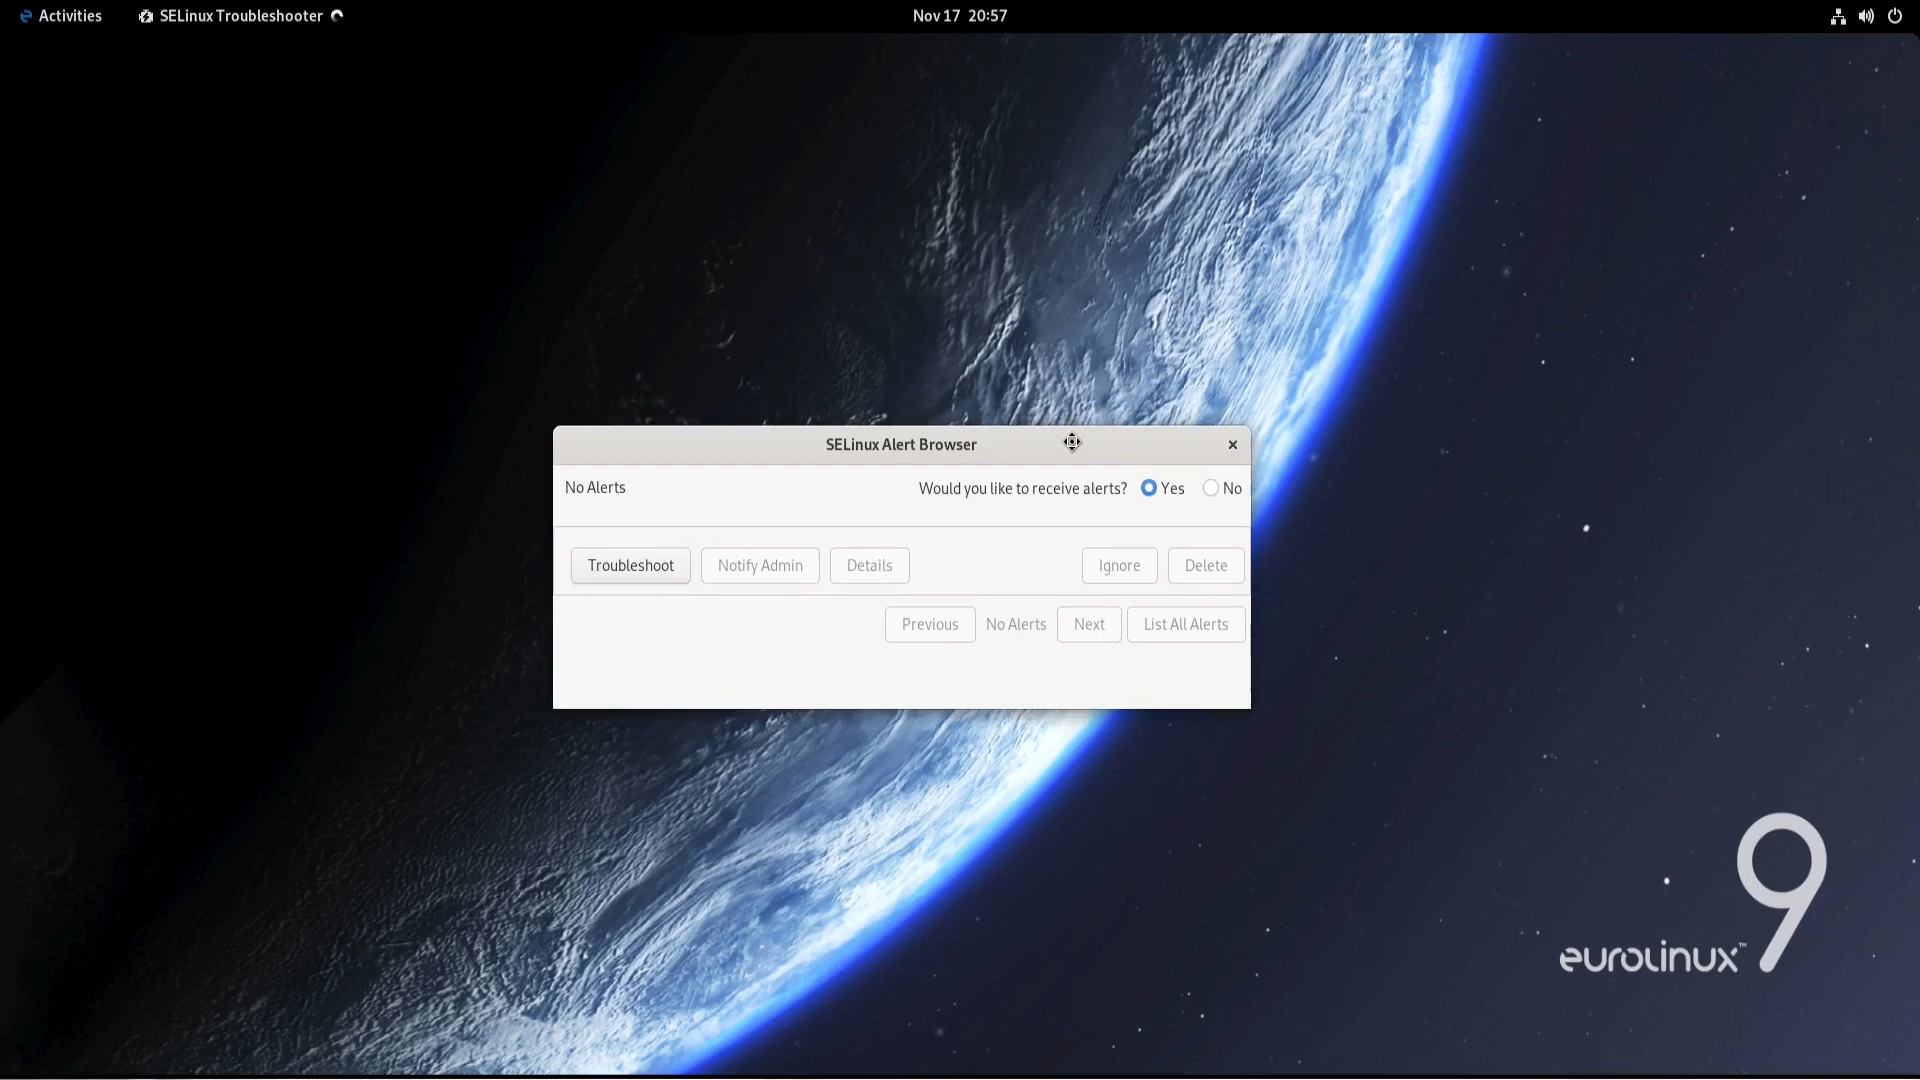 Activities SELinux Troubleshooter Nov 17 20:57
SELinux Alert Browser
No Alerts Would you like to receive alerts? Yes No
Troubleshoot Notify Admin Details Ignore Delete
Previous No Alerts Next List All Alerts
9
eurolinux™